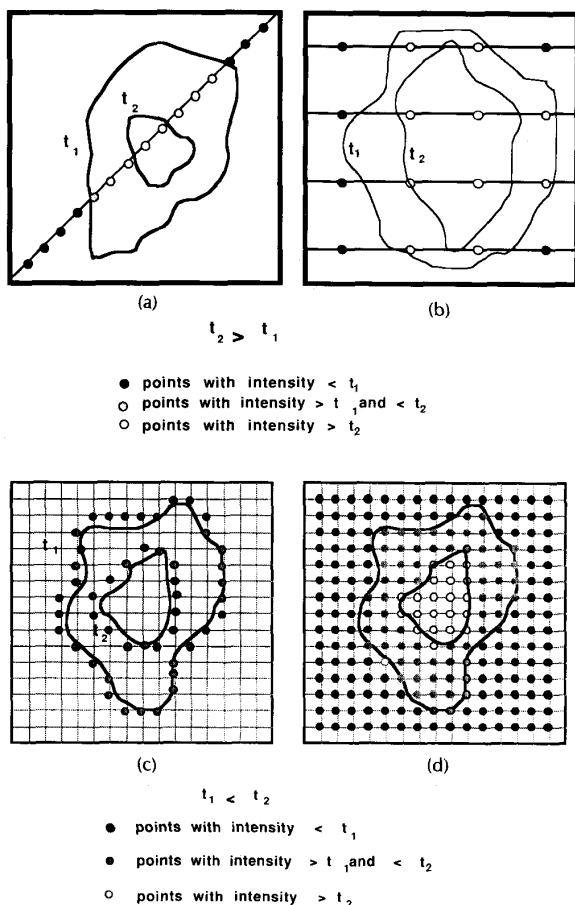 t2
t1
t1
t2
(a)
(b)
t2 > t1
points with intensity < t1
points with intensity > t1 and < t2
points with intensity > t2
t1
t2
(c)
(d)
t1 < t2
points with intensity < t1
points with intensity > t1 and < t2
points with intensity > t2